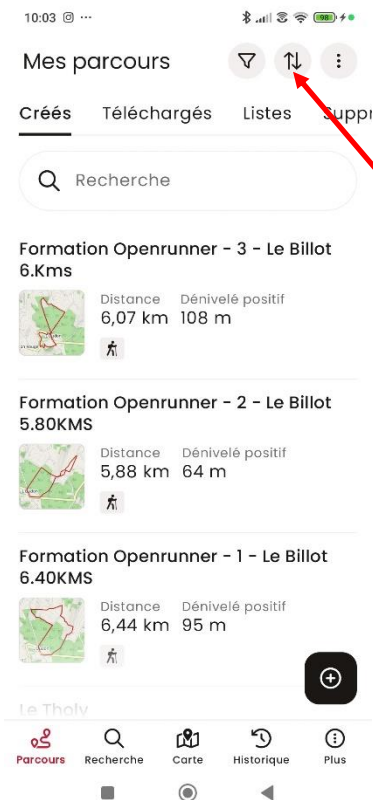 10:03
98
Mes parcours
Créés Téléchargés Listes Suppr
Recherche
Formation Openrunner - 3 - Le Billot
6.Kms
Distance Dénivelé positif
6,07 km 108 m
Formation Openrunner - 2 - Le Billot
5.80KMS
Distance Dénivelé positif
5,88 km 64 m
Formation Openrunner - 1 - Le Billot
6.40KMS
Distance Dénivelé positif
6,44 km 95 m
Le Tholy
Parcours Recherche Carte Historique Plus